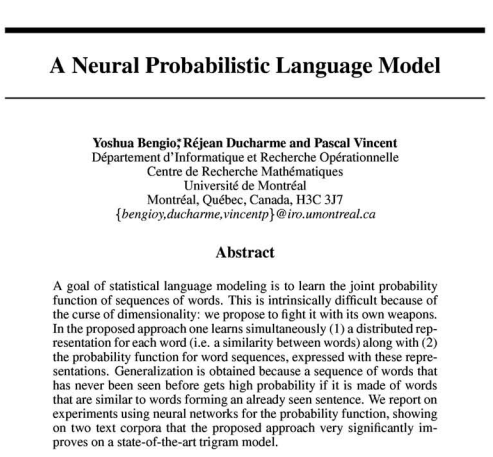 A Neural Probabilistic Language Model
Yoshua Bengio,* Réjean Ducharme and Pascal Vincent
Département d'Informatique et Recherche Opérationnelle
Centre de Recherche Mathématiques
Université de Montréal
Montréal, Québec, Canada, H3C 3J7
{bengioy,ducharme,vincentp}@iro.umontreal.ca
Abstract
A goal of statistical language modeling is to learn the joint probability
function of sequences of words. This is intrinsically difficult because of
the curse of dimensionality: we propose to fight it with its own weapons.
In the proposed approach one learns simultaneously (1) a distributed rep-
resentation for each word (i.e. a similarity between words) along with (2)
the probability function for word sequences, expressed with these repre-
sentations. Generalization is obtained because a sequence of words that
has never been seen before gets high probability if it is made of words
that are similar to words forming an already seen sentence. We report on
experiments using neural networks for the probability function, showing
on two text corpora that the proposed approach very significantly im-
proves on a state-of-the-art trigram model.